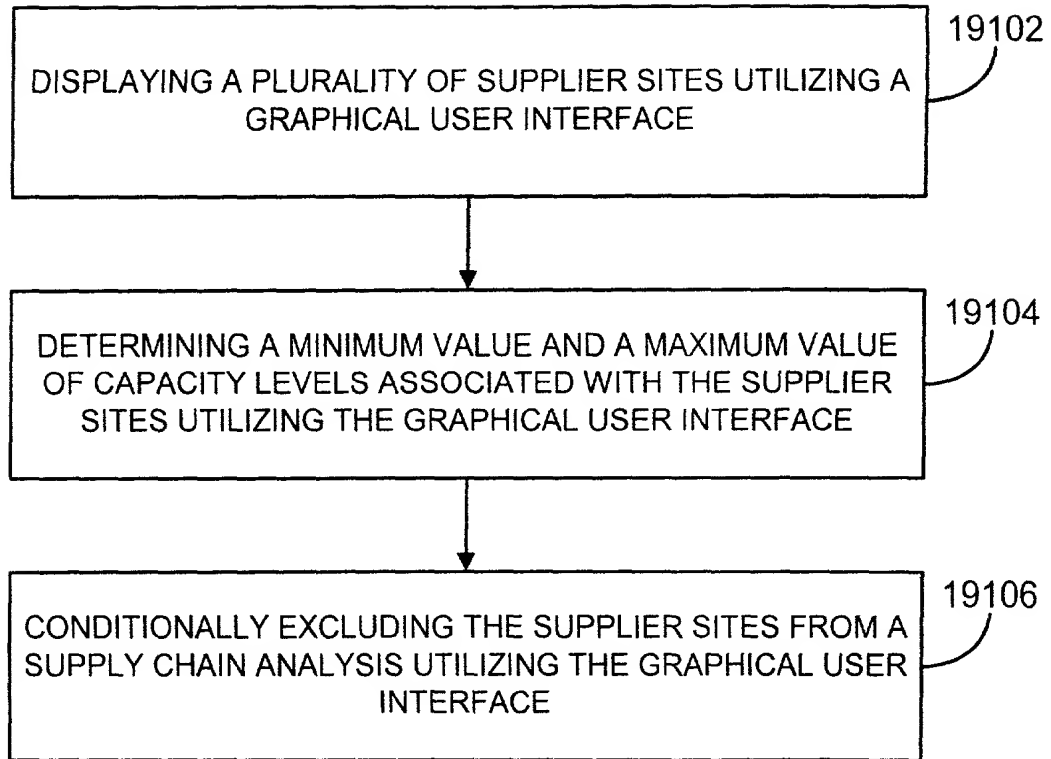 19102
DISPLAYING A PLURALITY OF SUPPLIER SITES UTILIZING A
GRAPHICAL USER INTERFACE
19104
DETERMINING A MINIMUM VALUE AND A MAXIMUM VALUE
OF CAPACITY LEVELS ASSOCIATED WITH THE SUPPLIER
SITES UTILIZING THE GRAPHICAL USER INTERFACE
19106
CONDITIONALLY EXCLUDING THE SUPPLIER SITES FROM A
SUPPLY CHAIN ANALYSIS UTILIZING THE GRAPHICAL USER
INTERFACE